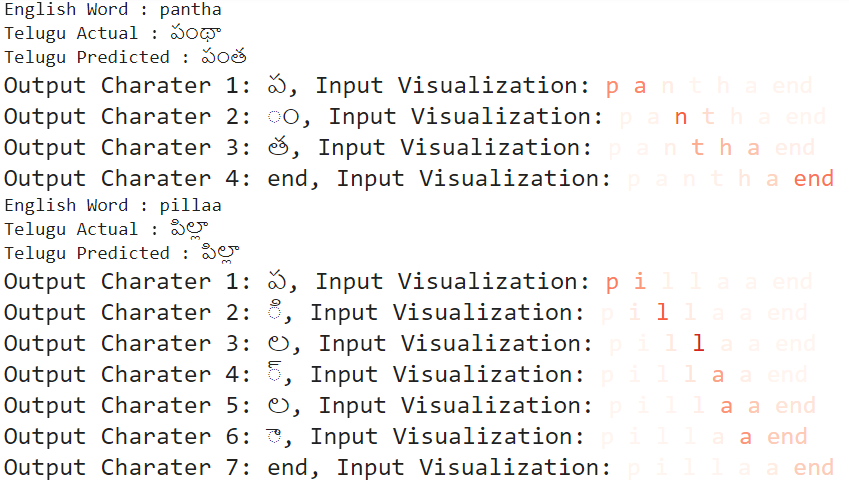 English Word : pantha
Telugu Actual : పంథా
Telugu Predicted : పంత
Output Charater 1: ప, Input Visualization: p a n t h a end
Output Charater 2: ం, Input Visualization: p a n t h a end
Output Charater 3: త, Input Visualization: p a n t h a end
Output Charater 4: end, Input Visualization: p a n t h a end
English Word : pillaa
Telugu Actual : పిల్లా
Telugu Predicted : పిల్లా
Output Charater 1: ప, Input Visualization: p i l l a a end
Output Charater 2: ి, Input Visualization: p i l l a a end
Output Charater 3: ల, Input Visualization: p i l l a a end
Output Charater 4: ్, Input Visualization: p i l l a a end
Output Charater 5: ల, Input Visualization: p i l l a a end
Output Charater 6: ా, Input Visualization: p i l l a a end
Output Charater 7: end, Input Visualization: p i l l a a end